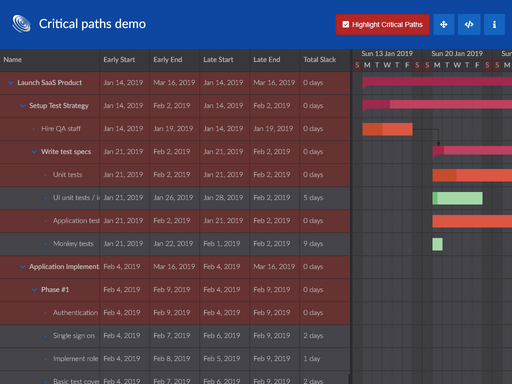 Critical paths demo
Highlight Critical Paths
Name Early Start Early End Late Start Late End Total Slack
Sun 13 Jan 2019 Sun 20 Jan 2019 Sun
S M T W T F S S M T W T F S S M
Launch SaaS Product Jan 14, 2019 Mar 16, 2019 Jan 14, 2019 Mar 16, 2019 0 days
Setup Test Strategy Jan 14, 2019 Feb 2, 2019 Jan 14, 2019 Feb 2, 2019 0 days
Hire QA staff Jan 14, 2019 Jan 19, 2019 Jan 14, 2019 Jan 19, 2019 0 days
Write test specs Jan 21, 2019 Feb 2, 2019 Jan 21, 2019 Feb 2, 2019 0 days
Unit tests Jan 21, 2019 Feb 2, 2019 Jan 21, 2019 Feb 2, 2019 0 days
UI unit tests / i Jan 21, 2019 Jan 26, 2019 Jan 28, 2019 Feb 2, 2019 5 days
Application test Jan 21, 2019 Feb 2, 2019 Jan 21, 2019 Feb 2, 2019 0 days
Monkey tests Jan 21, 2019 Jan 22, 2019 Feb 1, 2019 Feb 2, 2019 9 days
Application Implement Feb 4, 2019 Mar 16, 2019 Feb 4, 2019 Mar 16, 2019 0 days
Phase #1 Feb 4, 2019 Feb 9, 2019 Feb 4, 2019 Feb 9, 2019 0 days
Authentication Feb 4, 2019 Feb 9, 2019 Feb 4, 2019 Feb 9, 2019 0 days
Single sign on Feb 4, 2019 Feb 7, 2019 Feb 6, 2019 Feb 9, 2019 2 days
Implement role Feb 4, 2019 Feb 8, 2019 Feb 5, 2019 Feb 9, 2019 1 day
Basic test cove Feb 4, 2019 Feb 7, 2019 Feb 6, 2019 Feb 9, 2019 2 days